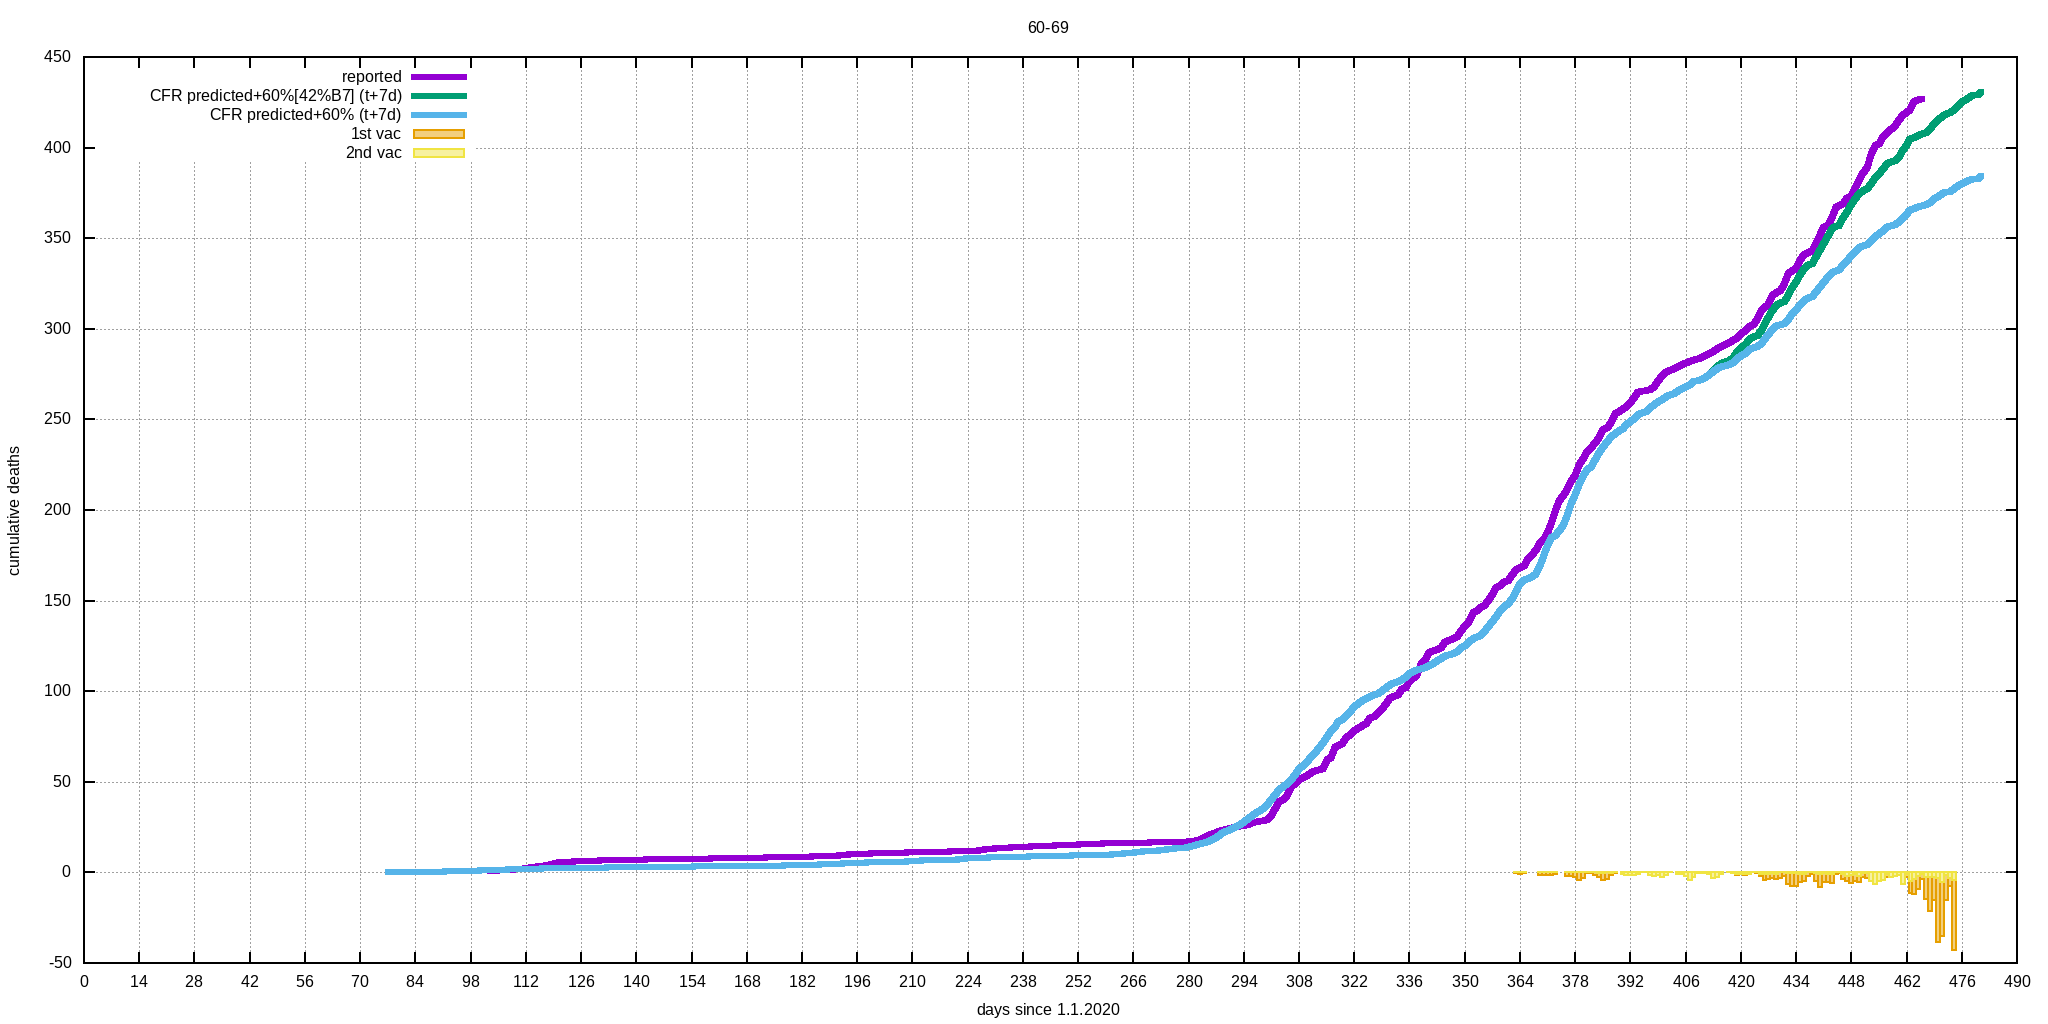 60-69
450
400
350
300
250
200
150
100
50
0
-50
reported
CFR predicted+60%[42%B7] (t+7d)
CFR predicted+60% (t+7d)
1st vac
2nd vac
cumulative deaths
0 14 28 42 56 70 84 98 112 126 140 154 168 182 196 210 224 238 252 266 280 294 308 322 336 350 364 378 392 406 420 434 448 462 476 490
days since 1.1.2020